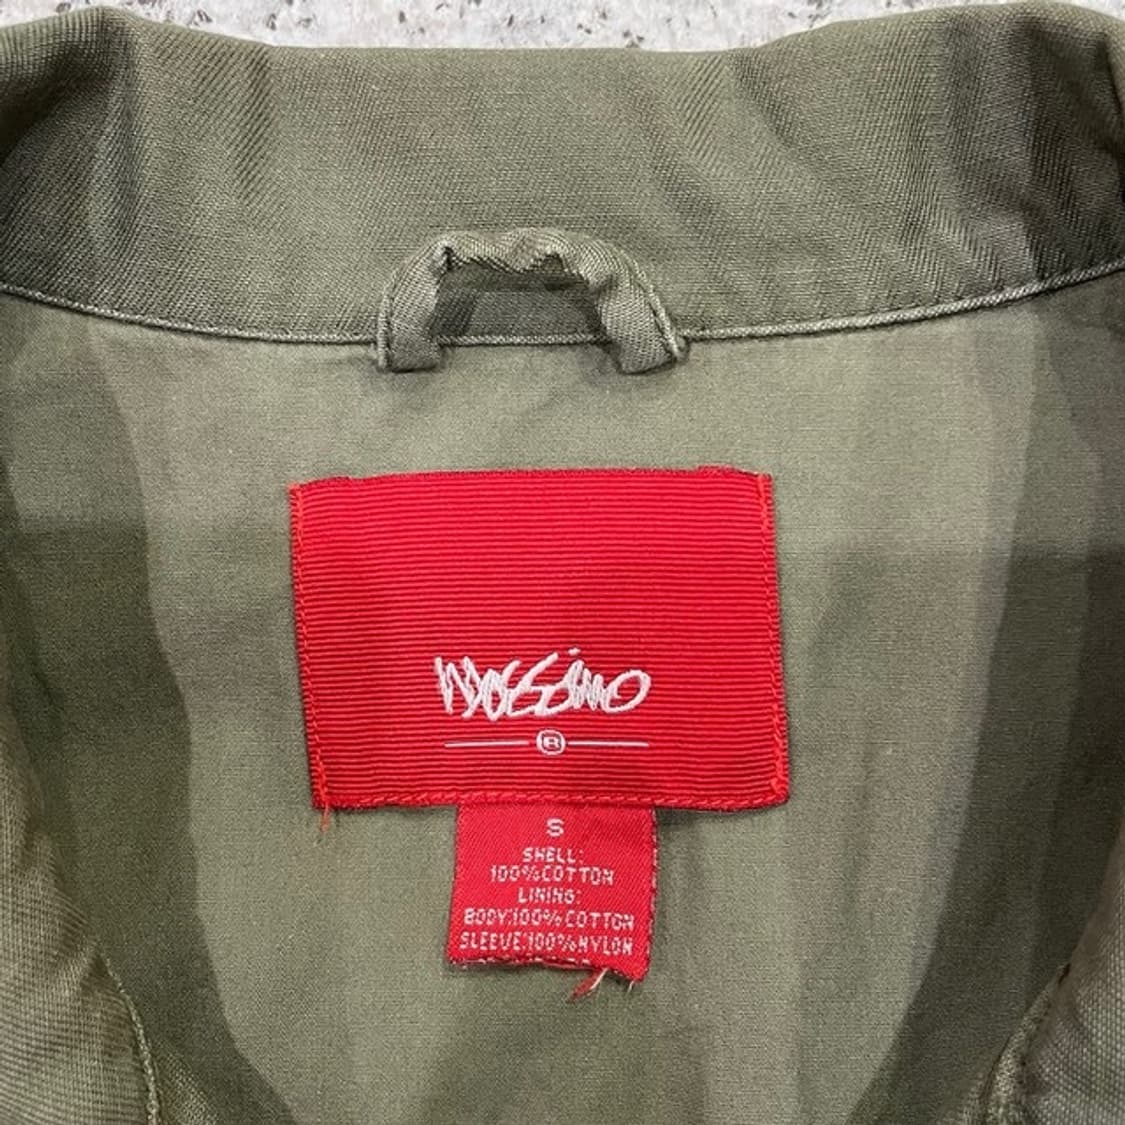 Mossimo
®
S
SHELL:
100%COTTON
LINING:
BODY:100%COTTON
SLEEVE:100%NYLON